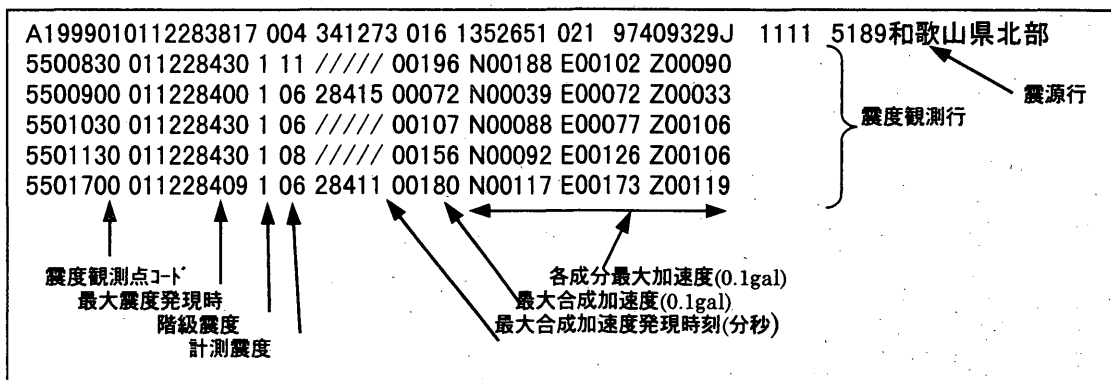 A1999010112283817 004 341273 016 1352651 021 97409329J 1111 5189和歌山県北部
5500830 011228430 1 11 ///// 00196 N00188 E00102 Z00090
5500900 011228400 1 06 28415 00072 N00039 E00072 Z00033
5501030 011228430 1 06 ///// 00107 N00088 E00077 Z00106
5501130 011228430 1 08 ///// 00156 N00092 E00126 Z00106
5501700 011228409 1 06 28411 00180 N00117 E00173 Z00119
震源行
震度観測行
震度観測点ｺｰﾄﾞ
最大震度発現時
階級震度
計測震度
各成分最大加速度(0.1gal)
最大合成加速度(0.1gal)
最大合成加速度発現時刻(分秒)